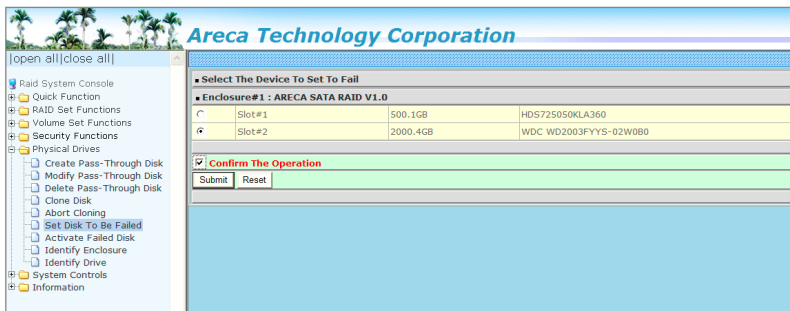 Areca Technology Corporation
|open all|close all|
Raid System Console
Quick Function
RAID Set Functions
Volume Set Functions
Security Functions
Physical Drives
Create Pass-Through Disk
Modify Pass-Through Disk
Delete Pass-Through Disk
Clone Disk
Abort Cloning
Set Disk To Be Failed
Activate Failed Disk
Identify Enclosure
Identify Drive
System Controls
Information
Select The Device To Set To Fail
Enclosure#1 : ARECA SATA RAID V1.0
Slot#1 500.1GB HDS725050KLA360
Slot#2 2000.4GB WDC WD2003FYYS-02W0B0
Confirm The Operation
Submit Reset